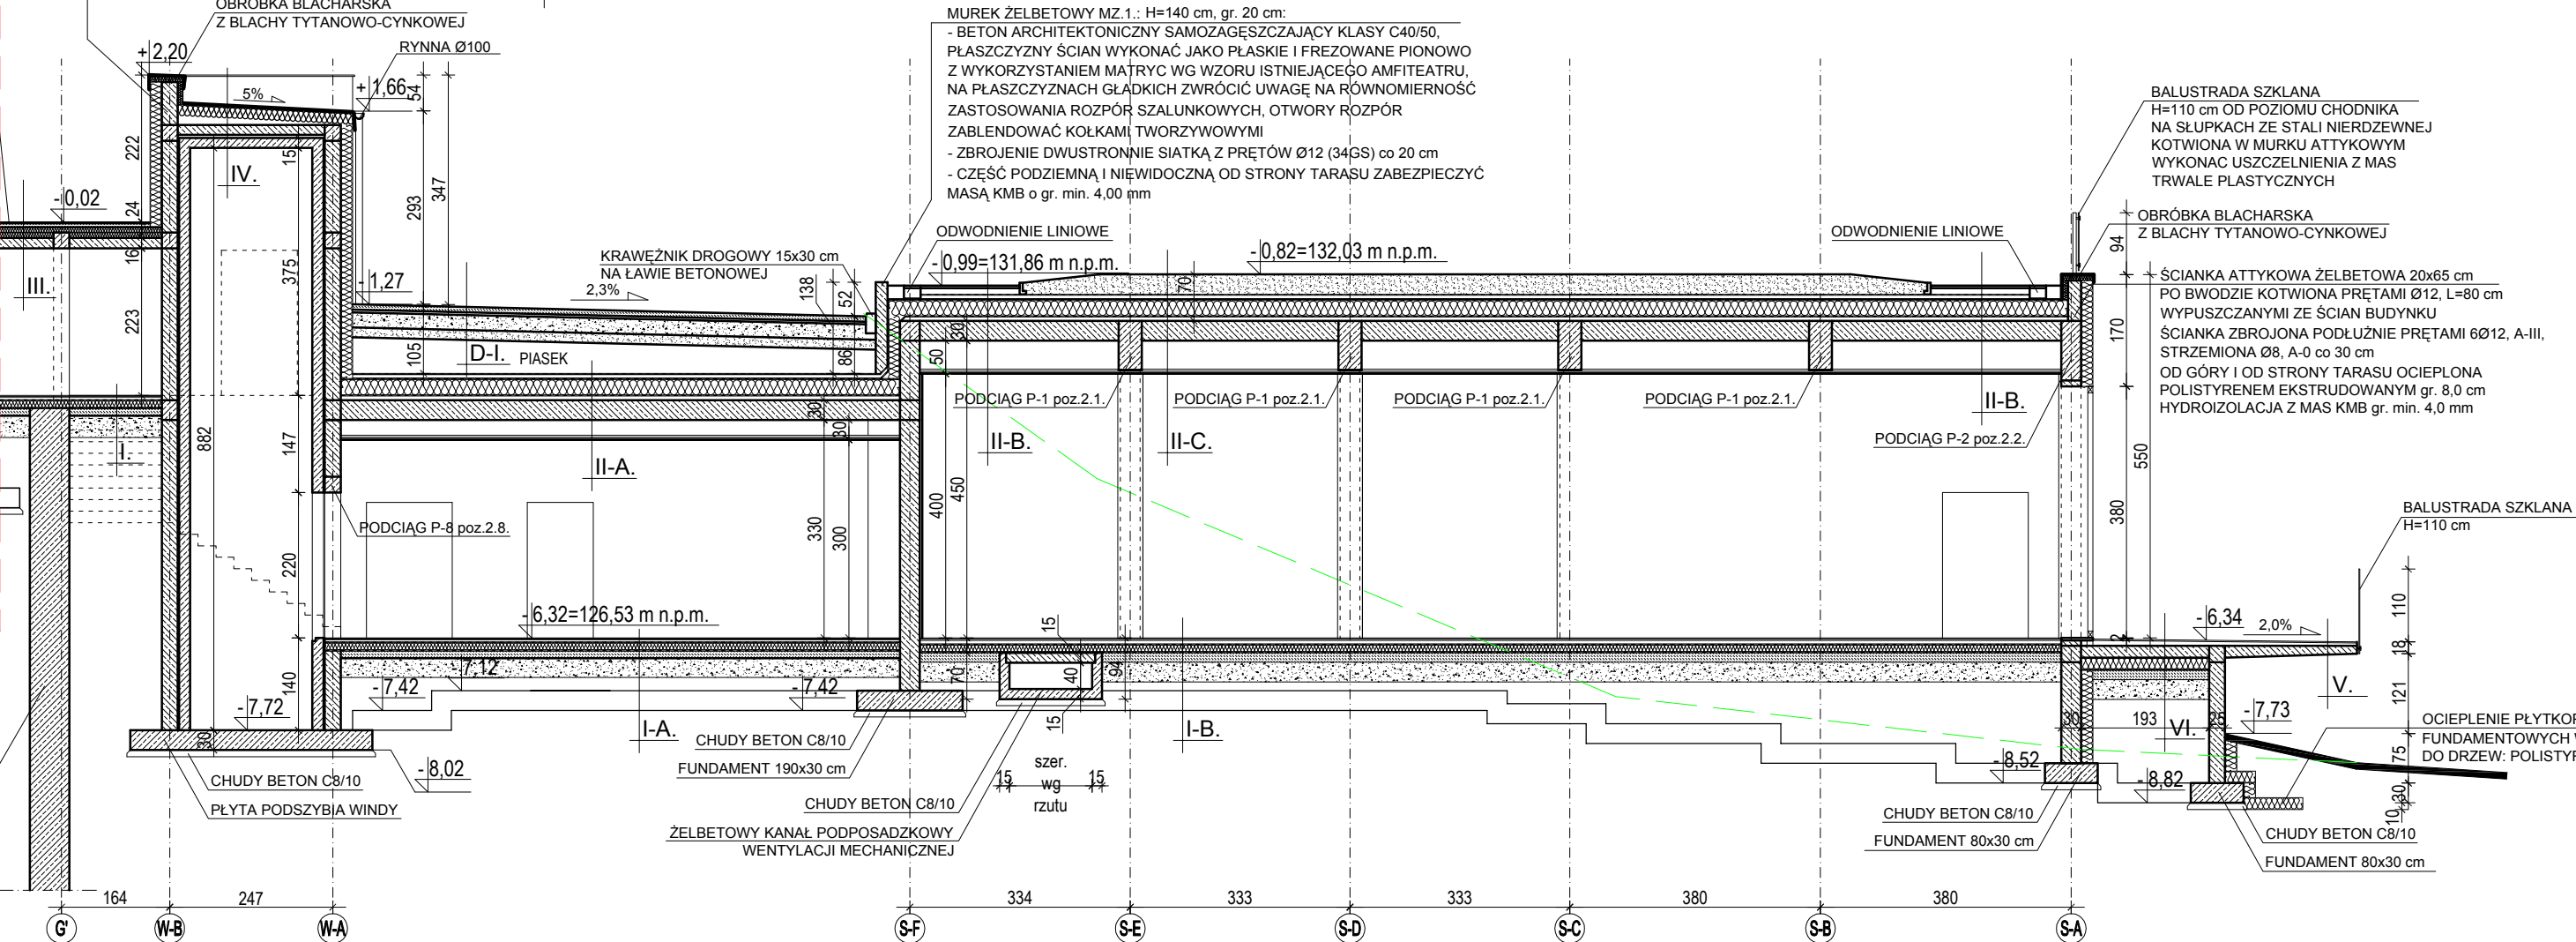 OBRÓBKA BLACHARSKA
Z BLACHY TYTANOWO-CYNKOWEJ
RYNNA Ø100
+ 2,20
+ 1,66
5%
54
222
15
IV.
347
293
- 0,02
24
16
III.
375
- 1,27
223
105
2,3%
KRAWĘŻNIK DROGOWY 15x30 cm
NA ŁAWIE BETONOWEJ
138
52
86
D-I.
PIASEK
MUREK ŻELBETOWY MZ.1.: H=140 cm, gr. 20 cm:
- BETON ARCHITEKTONICZNY SAMOZAGĘSZCZAJĄCY KLASY C40/50,
PŁASZCZYZNY ŚCIAN WYKONAĆ JAKO PŁASKIE I FREZOWANE PIONOWO
Z WYKORZYSTANIEM MATRYC WG WZORU ISTNIEJĄCEGO AMFITEATRU,
NA PŁASZCZYZNACH GŁADKICH ZWRÓCIĆ UWAGĘ NA RÓWNOMIERNOŚĆ
ZASTOSOWANIA ROZPÓR SZALUNKOWYCH, OTWORY ROZPÓR
ZABLENDOWAĆ KOŁKAMI TWORZYWOWYMI
- ZBROJENIE DWUSTRONNIE SIATKĄ Z PRĘTÓW Ø12 (34GS) co 20 cm
- CZĘŚĆ PODZIEMNĄ I NIEWIDOCZNĄ OD STRONY TARASU ZABEZPIECZYĆ
MASĄ KMB o gr. min. 4,00 mm
ODWODNIENIE LINIOWE
- 0,99=131,86 m n.p.m.
- 0,82=132,03 m n.p.m.
70
ODWODNIENIE LINIOWE
BALUSTRADA SZKLANA
H=110 cm OD POZIOMU CHODNIKA
NA SŁUPKACH ZE STALI NIERDZEWNEJ
KOTWIONA W MURKU ATTYKOWYM
WYKONAC USZCZELNIENIA Z MAS
TRWALE PLASTYCZNYCH
OBRÓBKA BLACHARSKA
Z BLACHY TYTANOWO-CYNKOWEJ
94
ŚCIANKA ATTYKOWA ŻELBETOWA 20x65 cm
PO BWODZIE KOTWIONA PRĘTAMI Ø12, L=80 cm
WYPUSZCZANYMI ZE ŚCIAN BUDYNKU
ŚCIANKA ZBROJONA PODŁUŻNIE PRĘTAMI 6Ø12, A-III,
STRZEMIONA Ø8, A-0 co 30 cm
OD GÓRY I OD STRONY TARASU OCIEPLONA
POLISTYRENEM EKSTRUDOWANYM gr. 8,0 cm
HYDROIZOLACJA Z MAS KMB gr. min. 4,0 mm
170
550
380
30
50
PODCIĄG P-1 poz.2.1.
PODCIĄG P-1 poz.2.1.
PODCIĄG P-1 poz.2.1.
PODCIĄG P-1 poz.2.1.
PODCIĄG P-2 poz.2.2.
II-B.
II-B.
II-C.
II-A.
I.
882
147
30
30
400
450
330
300
PODCIĄG P-8 poz.2.8.
220
140
- 6,32=126,53 m n.p.m.
- 7,12
- 7,42
- 7,42
- 7,72
30
- 8,02
CHUDY BETON C8/10
PŁYTA PODSZYBIA WINDY
I-A.
CHUDY BETON C8/10
FUNDAMENT 190x30 cm
CHUDY BETON C8/10
ŻELBETOWY KANAŁ PODPOSADZKOWY
WENTYLACJI MECHANICZNEJ
15
70
40
94
15
szer.
15
wg
15
rzutu
I-B.
BALUSTRADA SZKLANA
H=110 cm
110
- 6,34
2,0%
2
18
V.
121
30
193
25
VI.
- 7,73
75
- 8,52
- 8,82
30
10
OCIEPLENIE
FUNDAMENTOWYCH
DO DRZEW:
CHUDY BETON C8/10
FUNDAMENT 80x30 cm
CHUDY BETON C8/10
FUNDAMENT 80x30 cm
164
247
334
333
333
380
380
G'
W-B
W-A
S-F
S-E
S-D
S-C
S-B
S-A